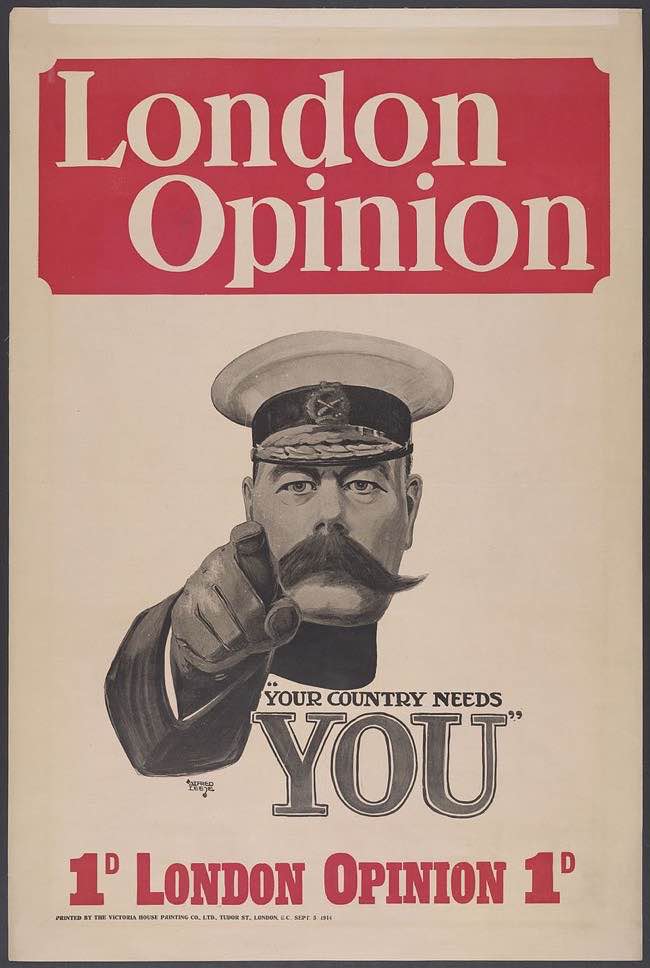 London
Opinion
"YOUR COUNTRY NEEDS
YOU"
ALFRED
LEETE
1D LONDON OPINION 1D
PRINTED BY THE VICTORIA HOUSE PRINTING CO., LTD., TUDOR ST., LONDON, E.C. SEPT. 5. 1914